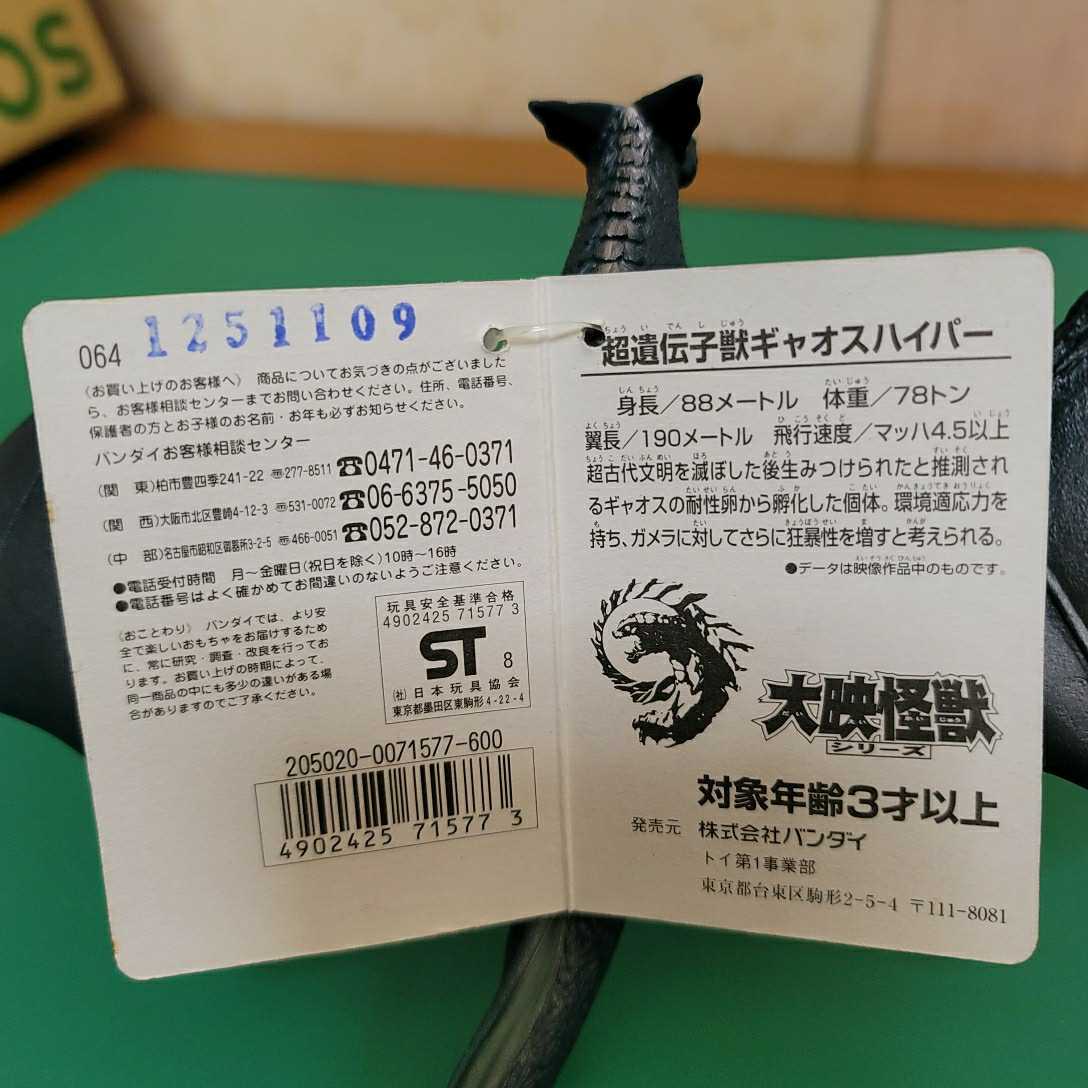 OS
064 1251109
〈お買い上げのお客様へ〉 商品についてお気づきの点がございました
ら、お客様相談センターまでお問い合わせください。住所、電話番号、
保護者の方とお子様のお名前・お年も必ずお知らせください。
バンダイお客様相談センター
(関 東)柏市豊四季241-22 〠277-8511 ☎0471-46-0371
(関 西)大阪市北区豊崎4-12-3 〠531-0072 ☎06-6375-5050
(中 部)名古屋市昭和区御器所3-2-5 〠466-0051 ☎052-872-0371
●電話受付時間 月〜金曜日(祝日を除く)10時〜16時
●電話番号はよく確かめてお間違いのないようご注意ください。
〈おことわり〉 バンダイでは、より安
全で楽しいおもちゃをお届けするため
に、常に研究・調査・改良を行ってお
ります。お買い上げの時期によって、
同一商品の中にも多少の違いがある場
合がありますのでご了承ください。
玩具安全基準合格
4902425 71577 3
ST 8
(社)日本玩具協会
東京都墨田区東駒形4-22-4
205020-0071577-600
4902425 715773
超遺伝子獣ギャオスハイパー
身長/88メートル 体重/78トン
翼長/190メートル 飛行速度/マッハ4.5以上
超古代文明を滅ぼした後生みつけられたと推測され
るギャオスの耐性卵から孵化した個体。環境適応力を
持ち、ガメラに対してさらに狂暴性を増すと考えられる。
●データは映像作品中のものです。
大映怪獣
シリーズ
対象年齢3才以上
発売元 株式会社バンダイ
トイ第1事業部
東京都台東区駒形2-5-4 〒111-8081